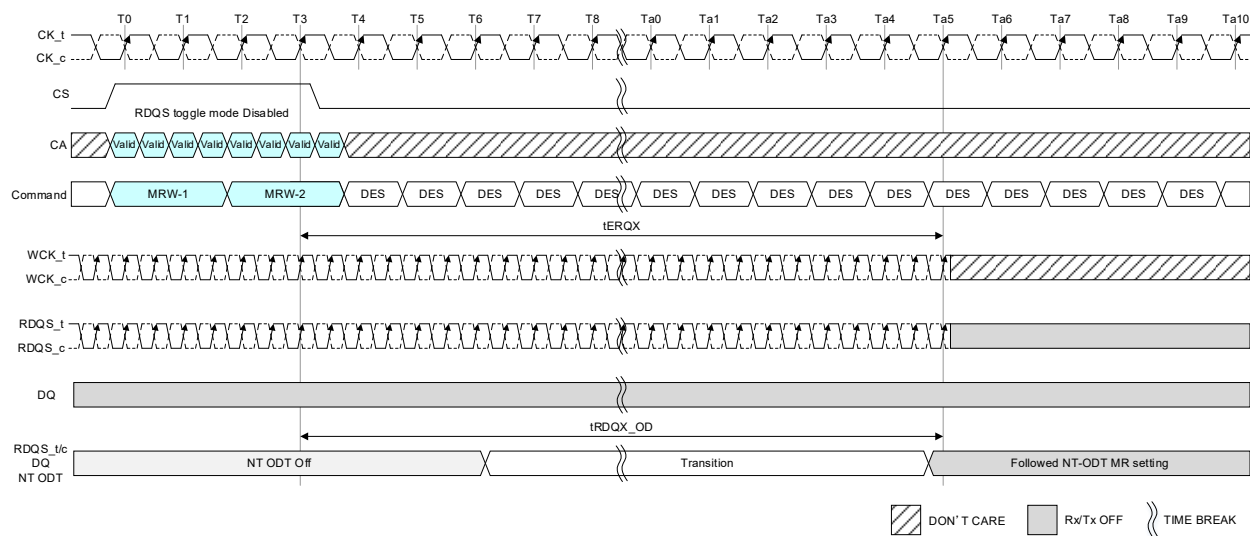 T0 T1 T2 T3 T4 T5 T6 T7 T8 Ta0 Ta1 Ta2 Ta3 Ta4 Ta5 Ta6 Ta7 Ta8 Ta9 Ta10
CK_t
CK_c
CS
RDQS toggle mode Disabled
CA Valid Valid Valid Valid Valid Valid Valid Valid
Command MRW-1 MRW-2 DES DES DES DES DES DES DES DES DES DES DES DES DES DES DES
tERQX
WCK_t
WCK_c
RDQS_t
RDQS_c
DQ
tRDQX_OD
RDQS_t/c
DQ
NT ODT
NT ODT Off Transition Followed NT-ODT MR setting
DON'T CARE Rx/Tx OFF TIME BREAK